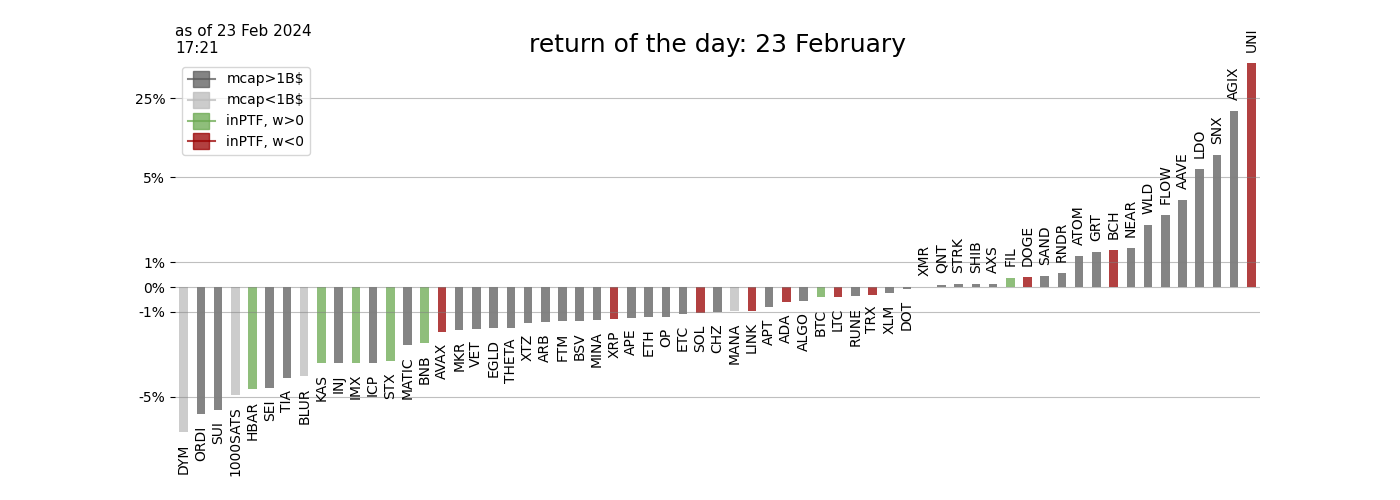 as of 23 Feb 2024
17:21
return of the day: 23 February
mcap>1B$
mcap<1B$
inPTF, w>0
inPTF, w<0
25%
5%
1%
0%
-1%
-5%
DYM
ORDI
SUI
1000SATS
HBAR
SEI
TIA
BLUR
KAS
INJ
IMX
ICP
STX
MATIC
BNB
AVAX
MKR
VET
EGLD
THETA
XTZ
ARB
FTM
BSV
MINA
XRP
APE
ETH
OP
ETC
SOL
CHZ
MANA
LINK
APT
ADA
ALGO
BTC
LTC
RUNE
TRX
XLM
DOT
XMR
QNT
STRK
SHIB
AXS
FIL
DOGE
SAND
RNDR
ATOM
GRT
BCH
NEAR
WLD
FLOW
AAVE
LDO
SNX
AGIX
UNI